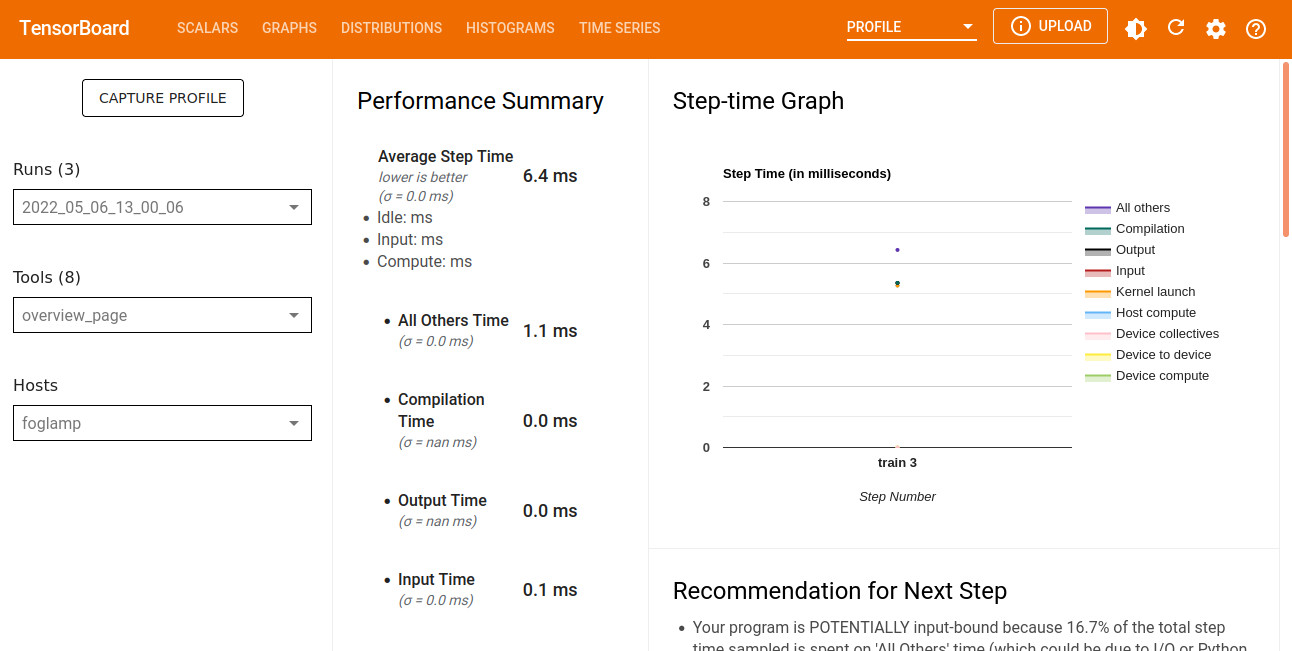 TensorBoard
SCALARS
GRAPHS
DISTRIBUTIONS
HISTOGRAMS
TIME SERIES
PROFILE
UPLOAD
CAPTURE PROFILE
Runs (3)
2022_05_06_13_00_06
Tools (8)
overview_page
Hosts
foglamp
Performance Summary
Average Step Time
lower is better
(σ = 0.0 ms)
6.4 ms
Idle: ms
Input: ms
Compute: ms
All Others Time
(σ = 0.0 ms)
1.1 ms
Compilation
Time
(σ = nan ms)
0.0 ms
Output Time
(σ = nan ms)
0.0 ms
Input Time
(σ = 0.0 ms)
0.1 ms
Step-time Graph
Step Time (in milliseconds)
8
6
4
2
0
train 3
Step Number
All others
Compilation
Output
Input
Kernel launch
Host compute
Device collectives
Device to device
Device compute
Recommendation for Next Step
Your program is POTENTIALLY input-bound because 16.7% of the total step
time sampled is spent on 'All Others' time (which could be due to I/O or Python